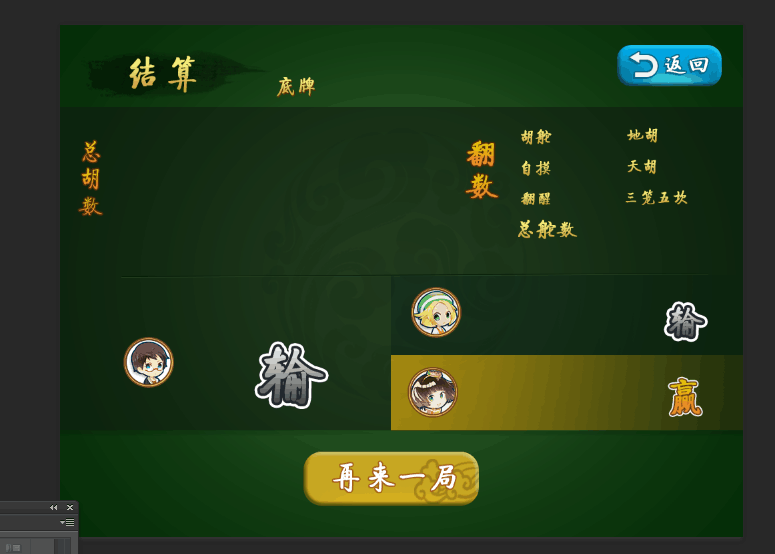 结算
底牌
返回
总胡数
翻数
胡舵
地胡
自摸
天胡
翻醒
三笼五坎
总舵数
输
输
赢
再来一局